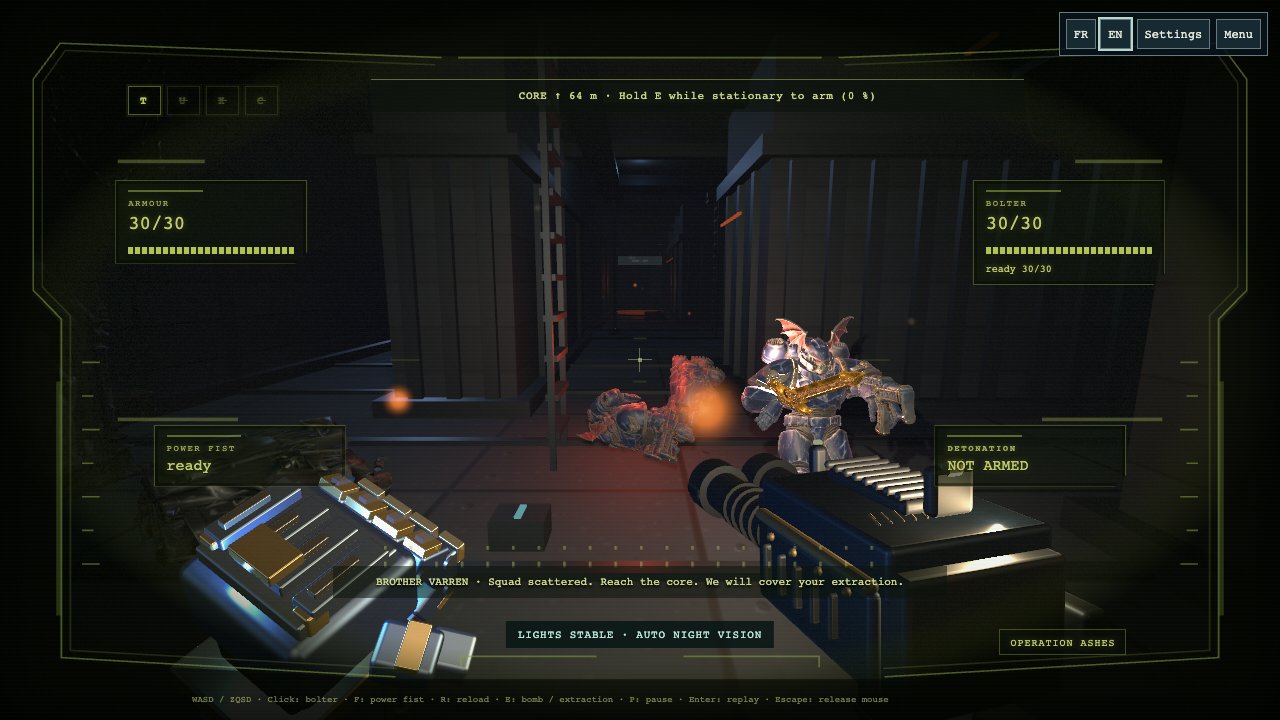 FR EN Settings Menu
T U X C
CORE ↑ 64 m · Hold E while stationary to arm (0 %)
ARMOUR
30/30
BOLTER
30/30
ready 30/30
POWER FIST
ready
DETONATION
NOT ARMED
BROTHER VARREN · Squad scattered. Reach the core. We will cover your extraction.
LIGHTS STABLE · AUTO NIGHT VISION
OPERATION ASHES
WASD / ZQSD · Click: bolter · F: power fist · R: reload · E: bomb / extraction · P: pause · Enter: replay · Escape: release mouse